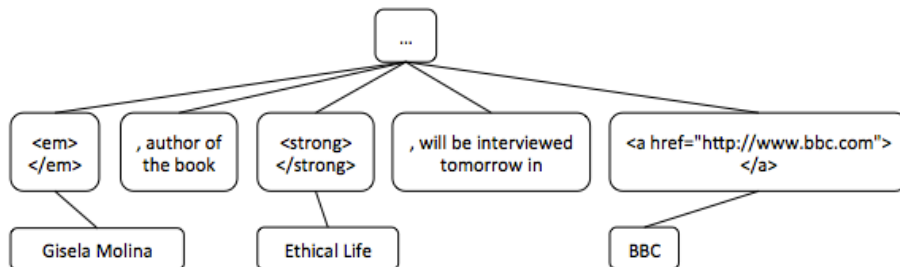 ...
<em>
</em>
, author of
the book
<strong>
</strong>
, will be interviewed
tomorrow in
<a href="http://www.bbc.com">
</a>
Gisela Molina
Ethical Life
BBC